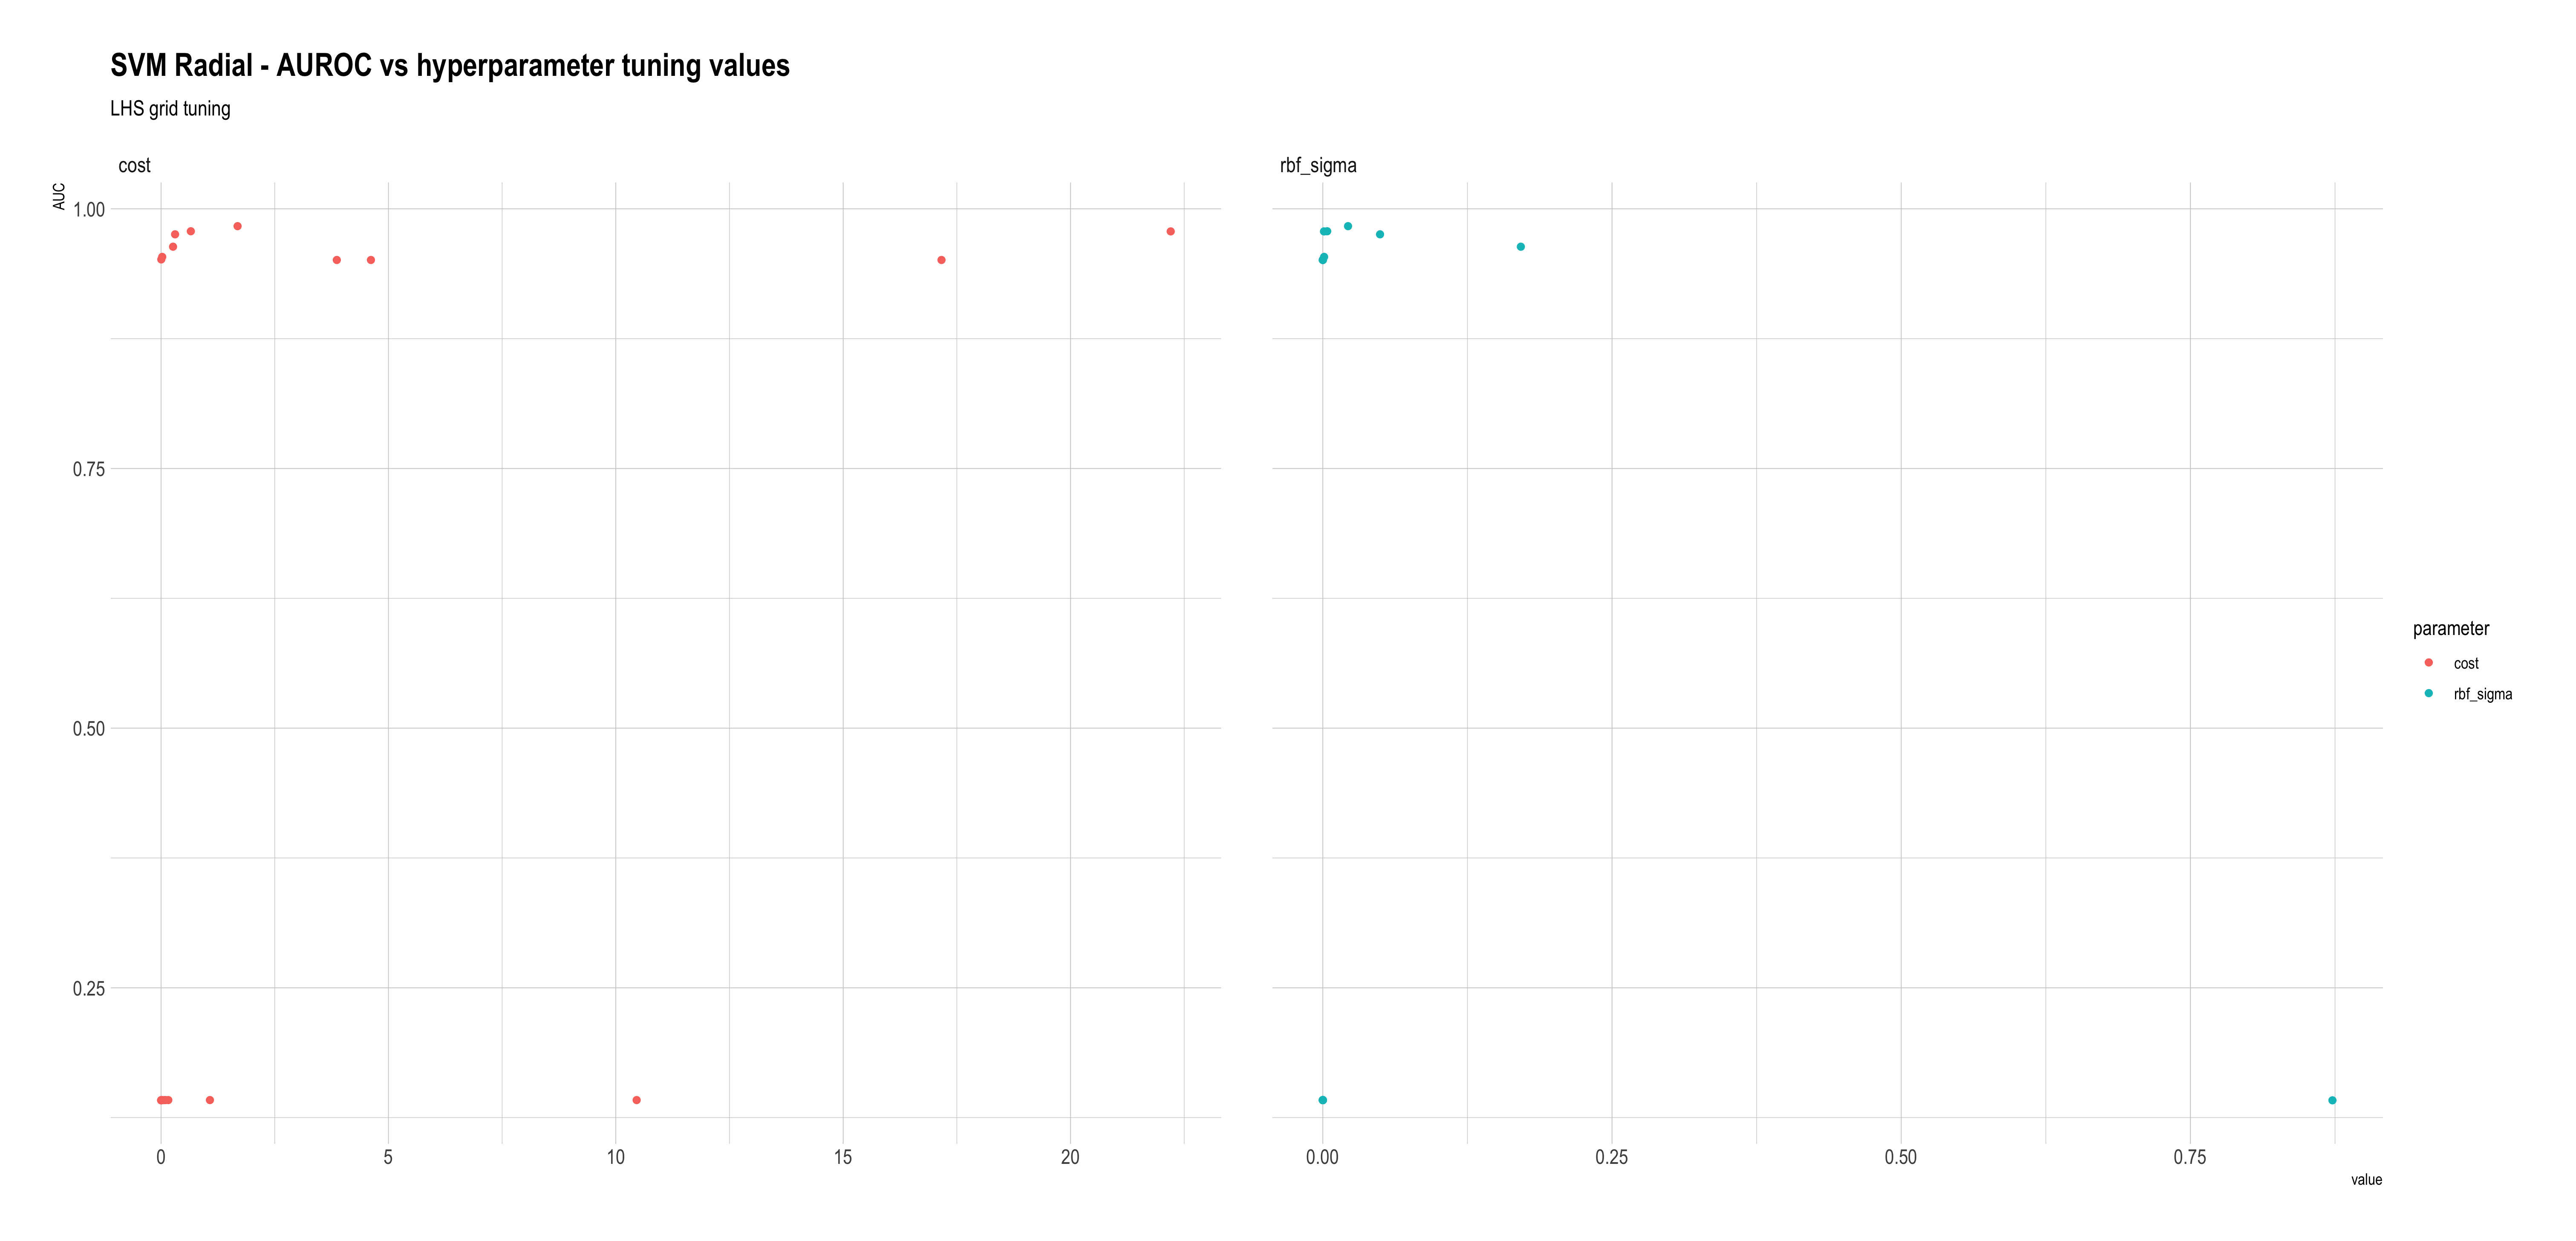 SVM Radial - AUROC vs hyperparameter tuning values
LHS grid tuning
cost
rbf_sigma
AUC
1.00
0.75
0.50
0.25
0
5
10
15
20
0.00
0.25
0.50
0.75
value
parameter
cost
rbf_sigma